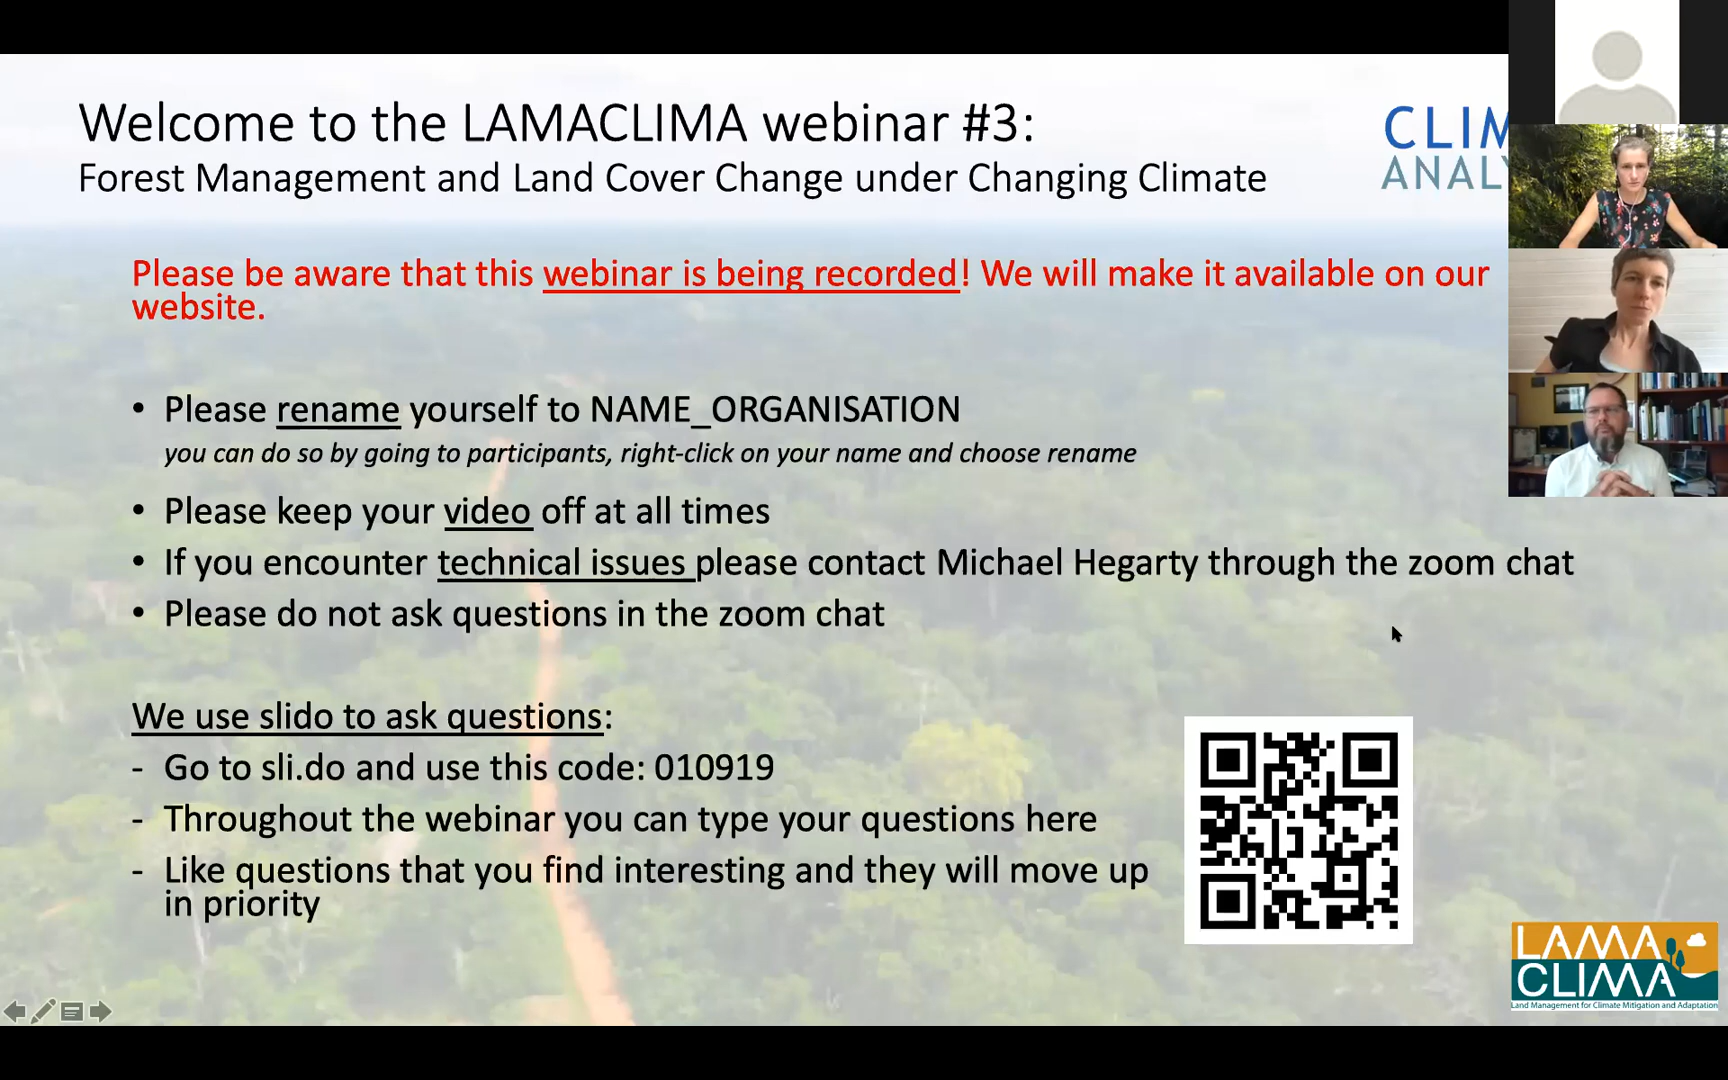 Welcome to the LAMACLIMA webinar #3:
Forest Management and Land Cover Change under Changing Climate
CLIM
ANALY
Please be aware that this webinar is being recorded! We will make it available on our
website.
• Please rename yourself to NAME_ORGANISATION
you can do so by going to participants, right-click on your name and choose rename
• Please keep your video off at all times
• If you encounter technical issues please contact Michael Hegarty through the zoom chat
• Please do not ask questions in the zoom chat
We use slido to ask questions:
- Go to sli.do and use this code: 010919
- Throughout the webinar you can type your questions here
- Like questions that you find interesting and they will move up
in priority
LAMA
CLIMA
Land Management for Climate Mitigation and Adaptation